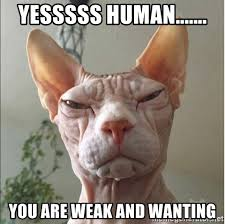 YESSSSS HUMAN.......
YOU ARE WEAK AND WANTING